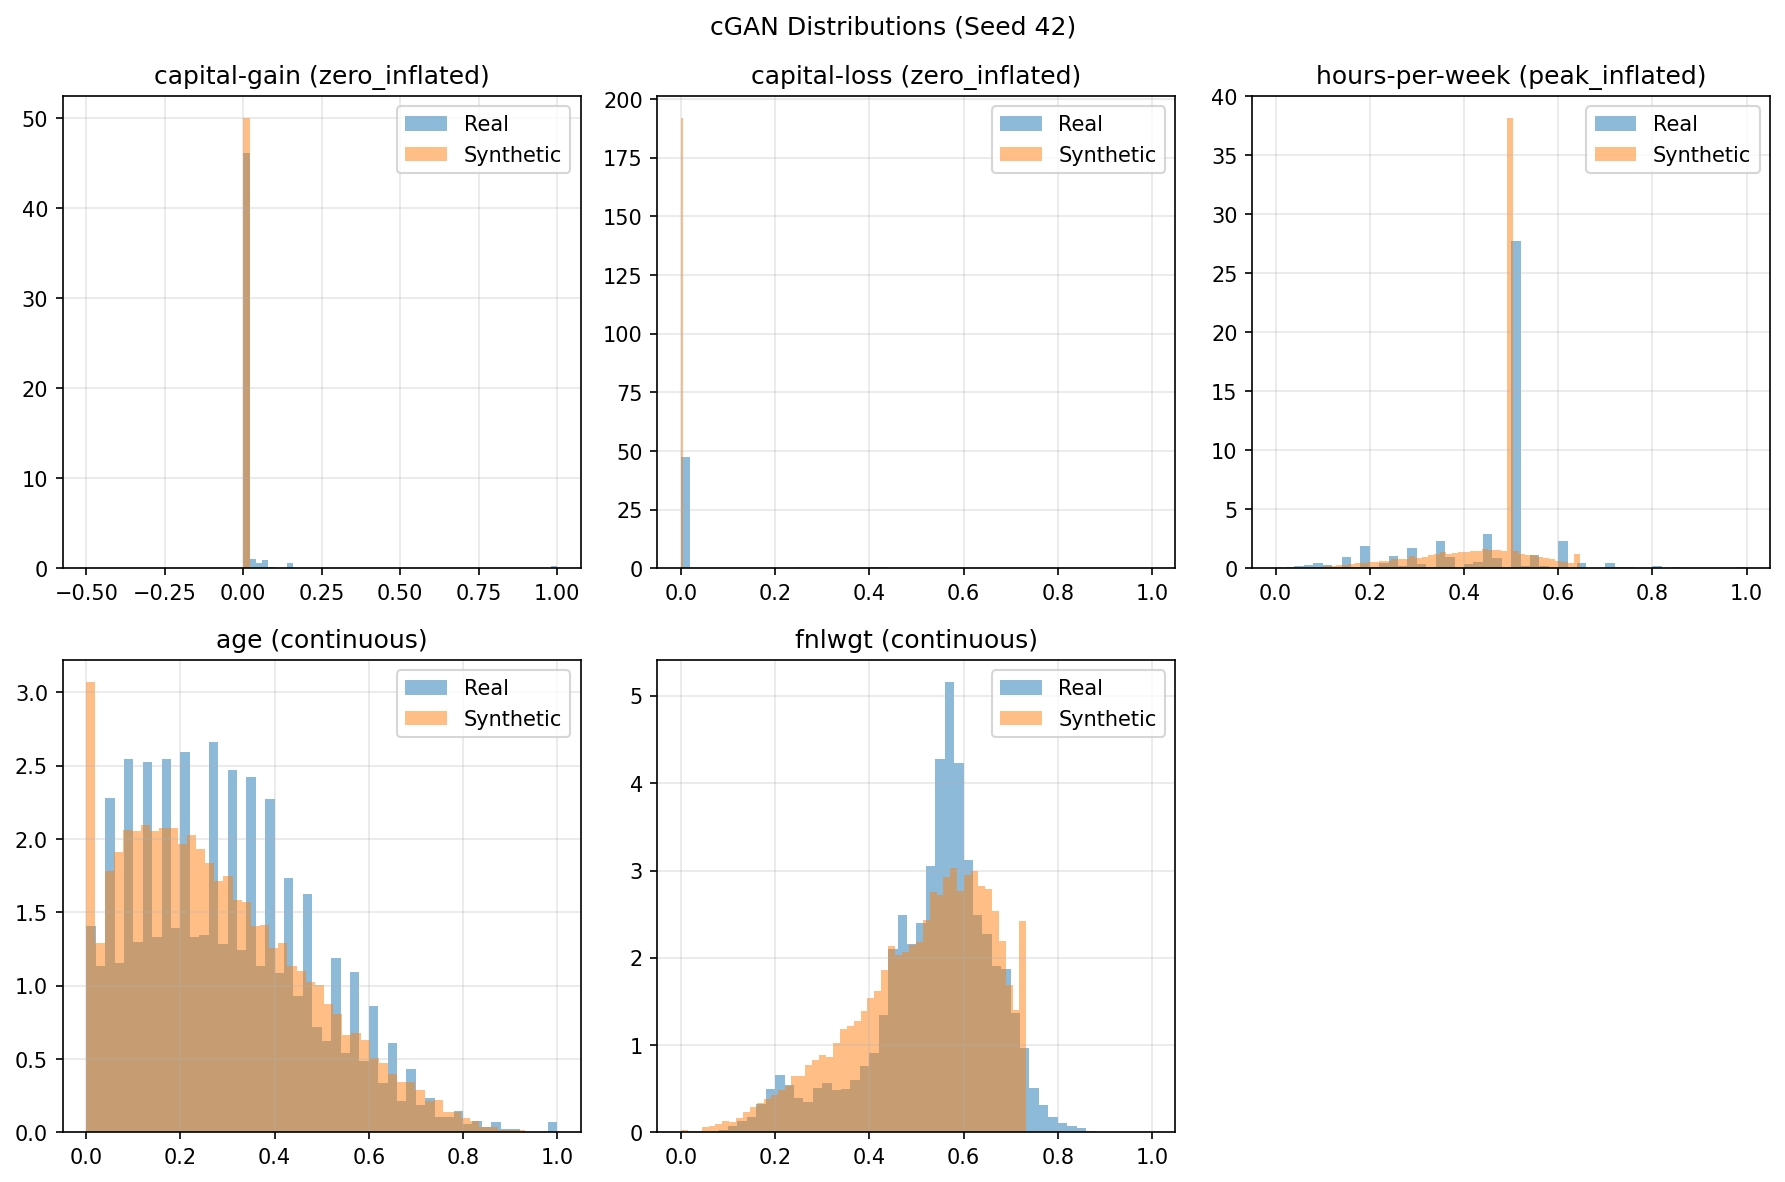 cGAN Distributions (Seed 42)
capital-gain (zero_inflated)
50
40
30
20
10
0
−0.50 −0.25 0.00 0.25 0.50 0.75 1.00
Real
Synthetic
capital-loss (zero_inflated)
200
175
150
125
100
75
50
25
0
0.0 0.2 0.4 0.6 0.8 1.0
Real
Synthetic
hours-per-week (peak_inflated)
40
35
30
25
20
15
10
5
0
0.0 0.2 0.4 0.6 0.8 1.0
Real
Synthetic
age (continuous)
3.0
2.5
2.0
1.5
1.0
0.5
0.0
0.0 0.2 0.4 0.6 0.8 1.0
Real
Synthetic
fnlwgt (continuous)
5
4
3
2
1
0
0.0 0.2 0.4 0.6 0.8 1.0
Real
Synthetic